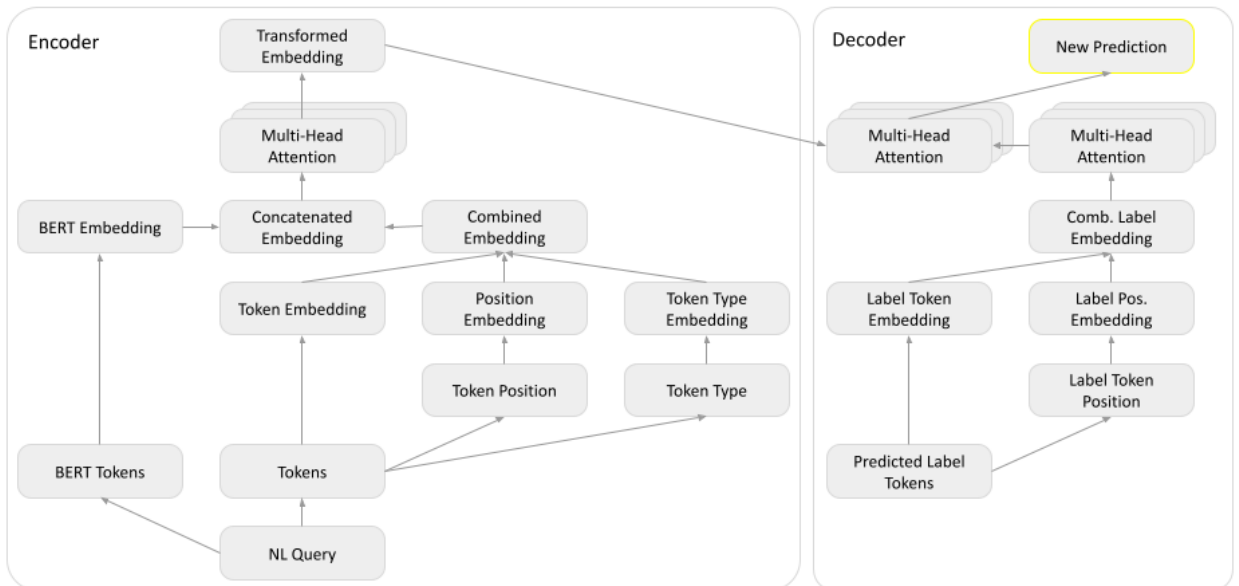 Encoder
Transformed
Embedding
Multi-Head
Attention
BERT Embedding
Concatenated
Embedding
Combined
Embedding
Token Embedding
Position
Embedding
Token Type
Embedding
Token Position
Token Type
BERT Tokens
Tokens
NL Query
Decoder
New Prediction
Multi-Head
Attention
Multi-Head
Attention
Comb. Label
Embedding
Label Token
Embedding
Label Pos.
Embedding
Label Token
Position
Predicted Label
Tokens